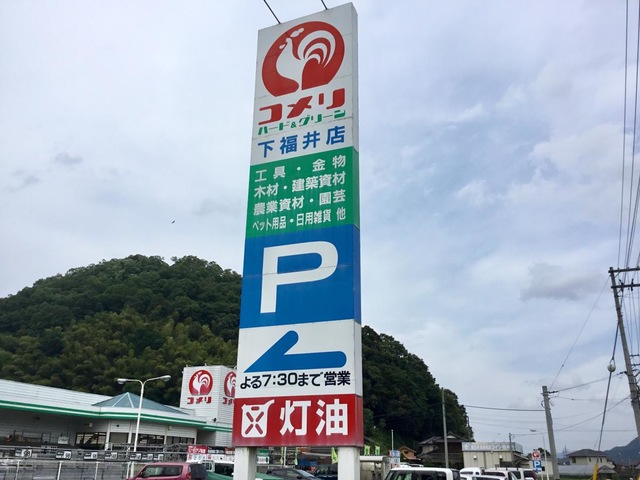 コメリ
ハード&グリーン
下福井店
工具・金物
木材・建築資材
農業資材・園芸
ペット用品・日用雑貨 他
P
よる7:30まで営業
灯油
コメリ